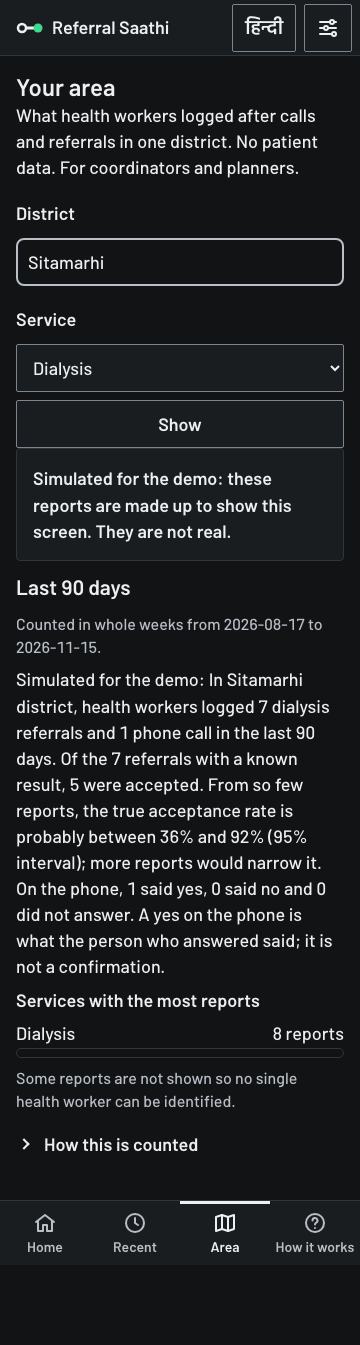 Referral Saathi
हिन्दी
Your area
What health workers logged after calls
and referrals in one district. No patient
data. For coordinators and planners.
District
Sitamarhi
Service
Dialysis
Show
Simulated for the demo: these
reports are made up to show this
screen. They are not real.
Last 90 days
Counted in whole weeks from 2026-08-17 to
2026-11-15.
Simulated for the demo: In Sitamarhi
district, health workers logged 7 dialysis
referrals and 1 phone call in the last 90
days. Of the 7 referrals with a known
result, 5 were accepted. From so few
reports, the true acceptance rate is
probably between 36% and 92% (95%
interval); more reports would narrow it.
On the phone, 1 said yes, 0 said no and 0
did not answer. A yes on the phone is
what the person who answered said; it is
not a confirmation.
Services with the most reports
Dialysis 8 reports
Some reports are not shown so no single
health worker can be identified.
How this is counted
Home Recent Area How it works